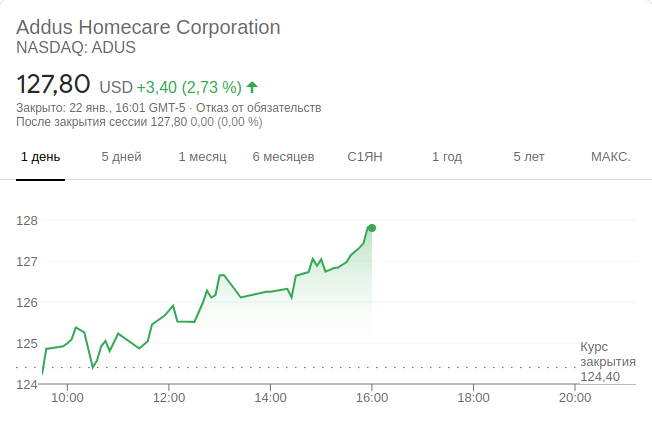 Addus Homecare Corporation
NASDAQ: ADUS
127,80 USD +3,40 (2,73 %)
Закрыто: 22 янв., 16:01 GMT-5 · Отказ от обязательств
После закрытия сессии 127,80 0,00 (0,00 %)
1 день 5 дней 1 месяц 6 месяцев С1ЯН 1 год 5 лет МАКС.
128
127
126
125
124
Курс
закрытия
124,40
10:00 12:00 14:00 16:00 18:00 20:00